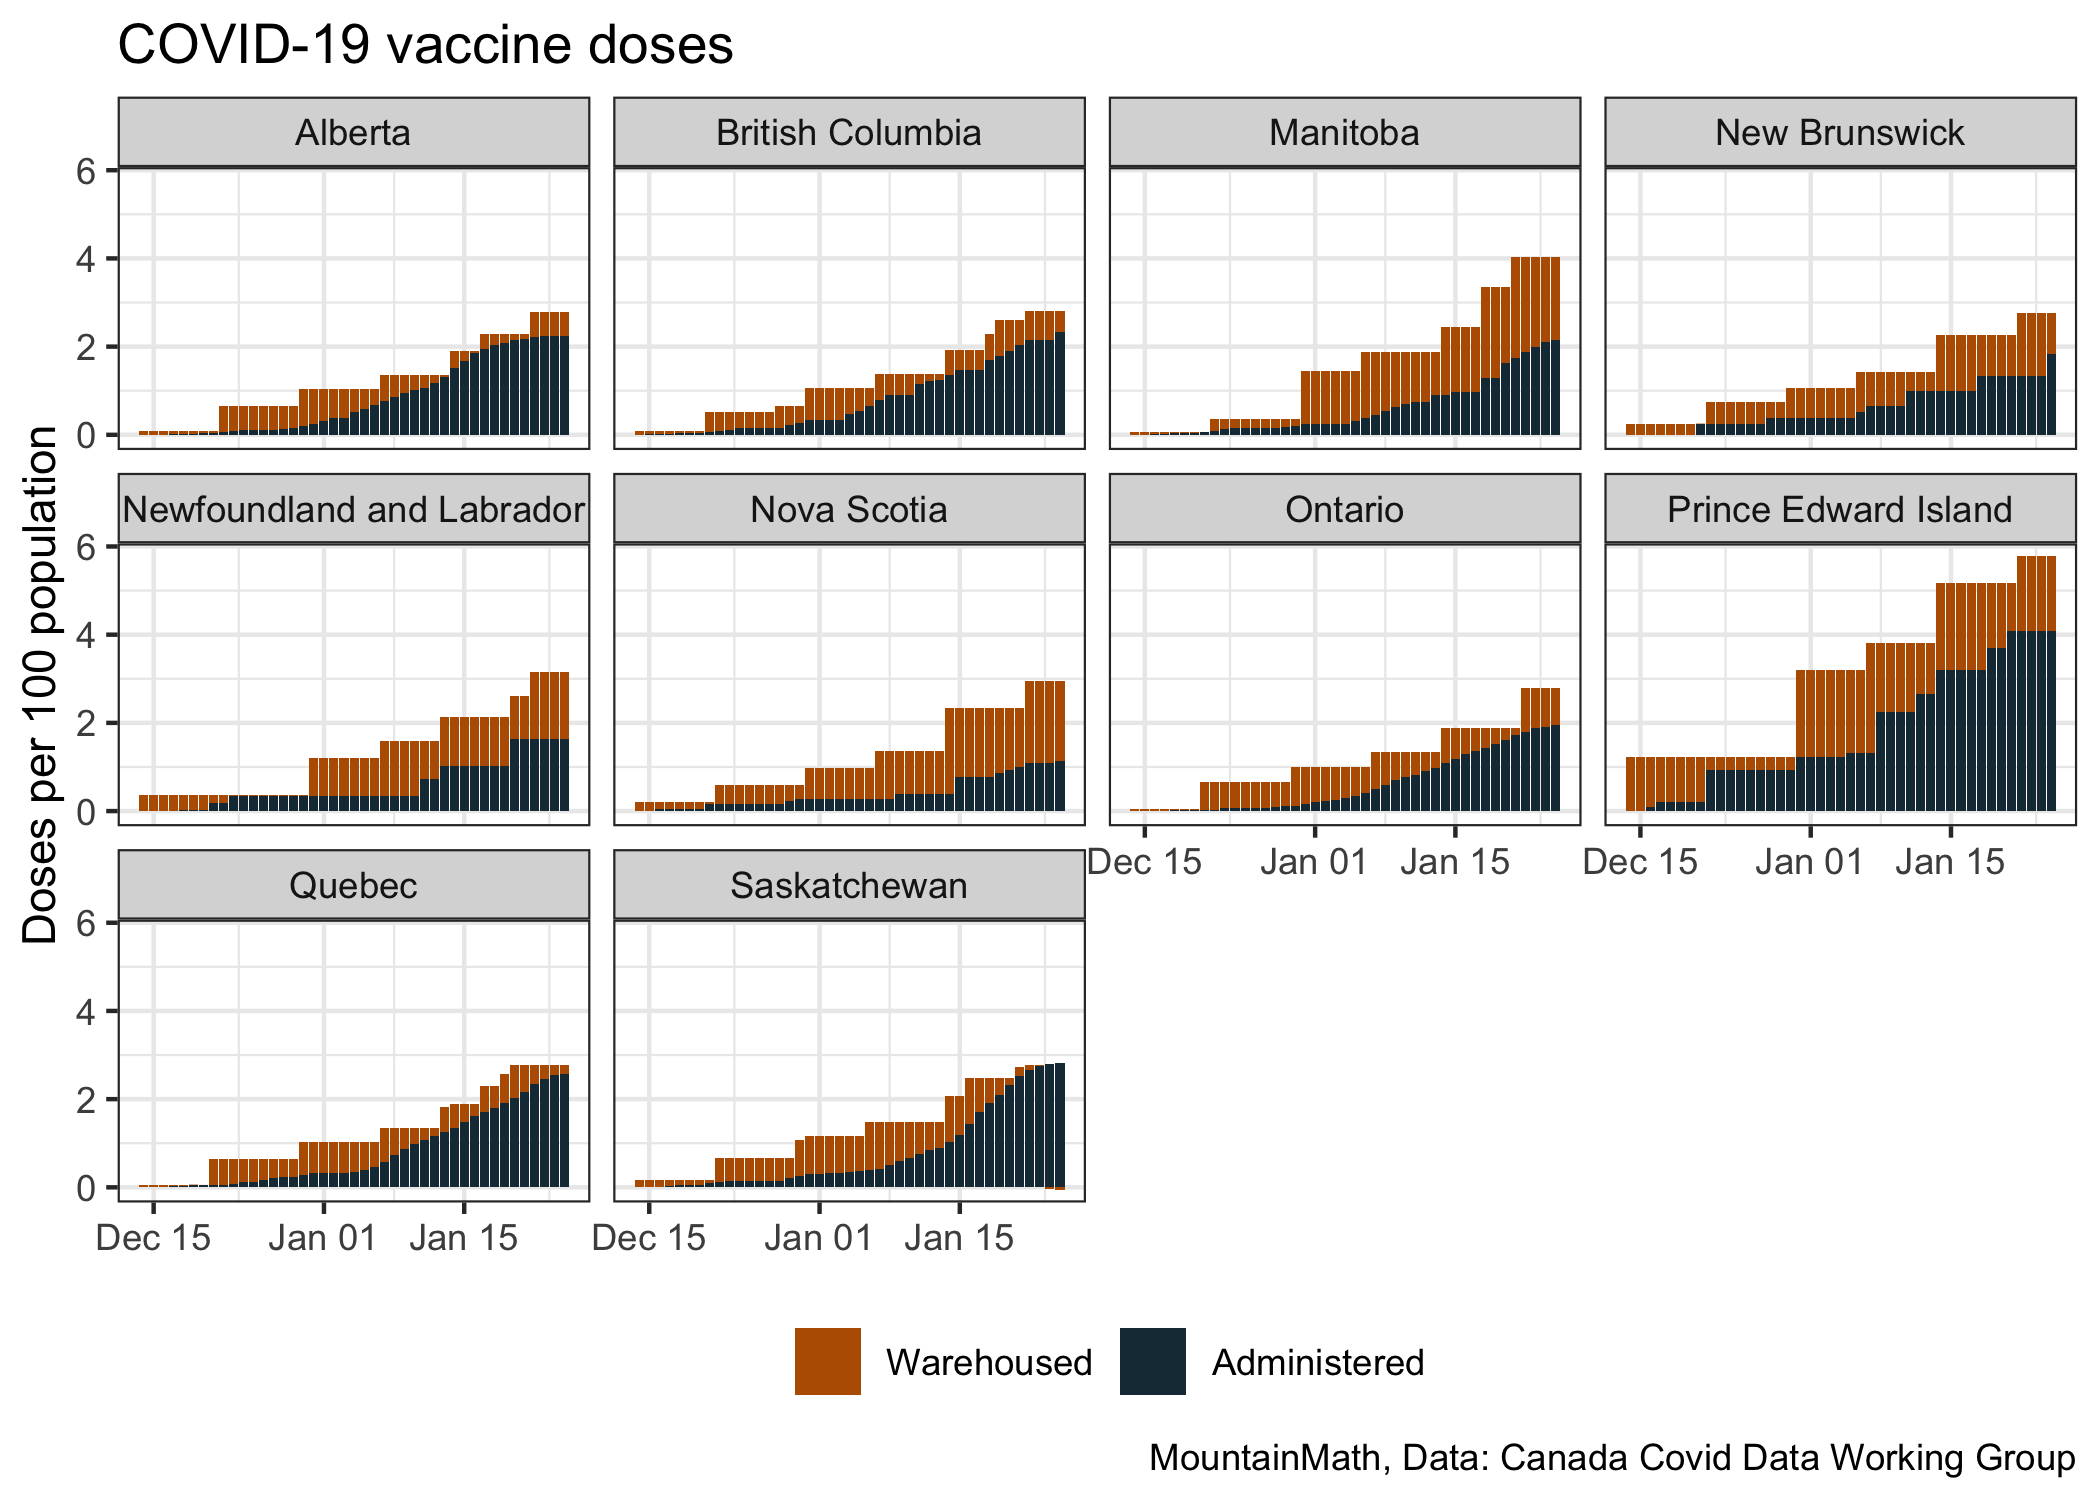 COVID-19 vaccine doses
Alberta
British Columbia
Manitoba
New Brunswick
6
4
2
0
Newfoundland and Labrador
Nova Scotia
Ontario
Prince Edward Island
6
4
2
0
Dec 15 Jan 01 Jan 15
Dec 15 Jan 01 Jan 15
Quebec
Saskatchewan
6
4
2
0
Dec 15 Jan 01 Jan 15
Dec 15 Jan 01 Jan 15
Doses per 100 population
Warehoused
Administered
MountainMath, Data: Canada Covid Data Working Group